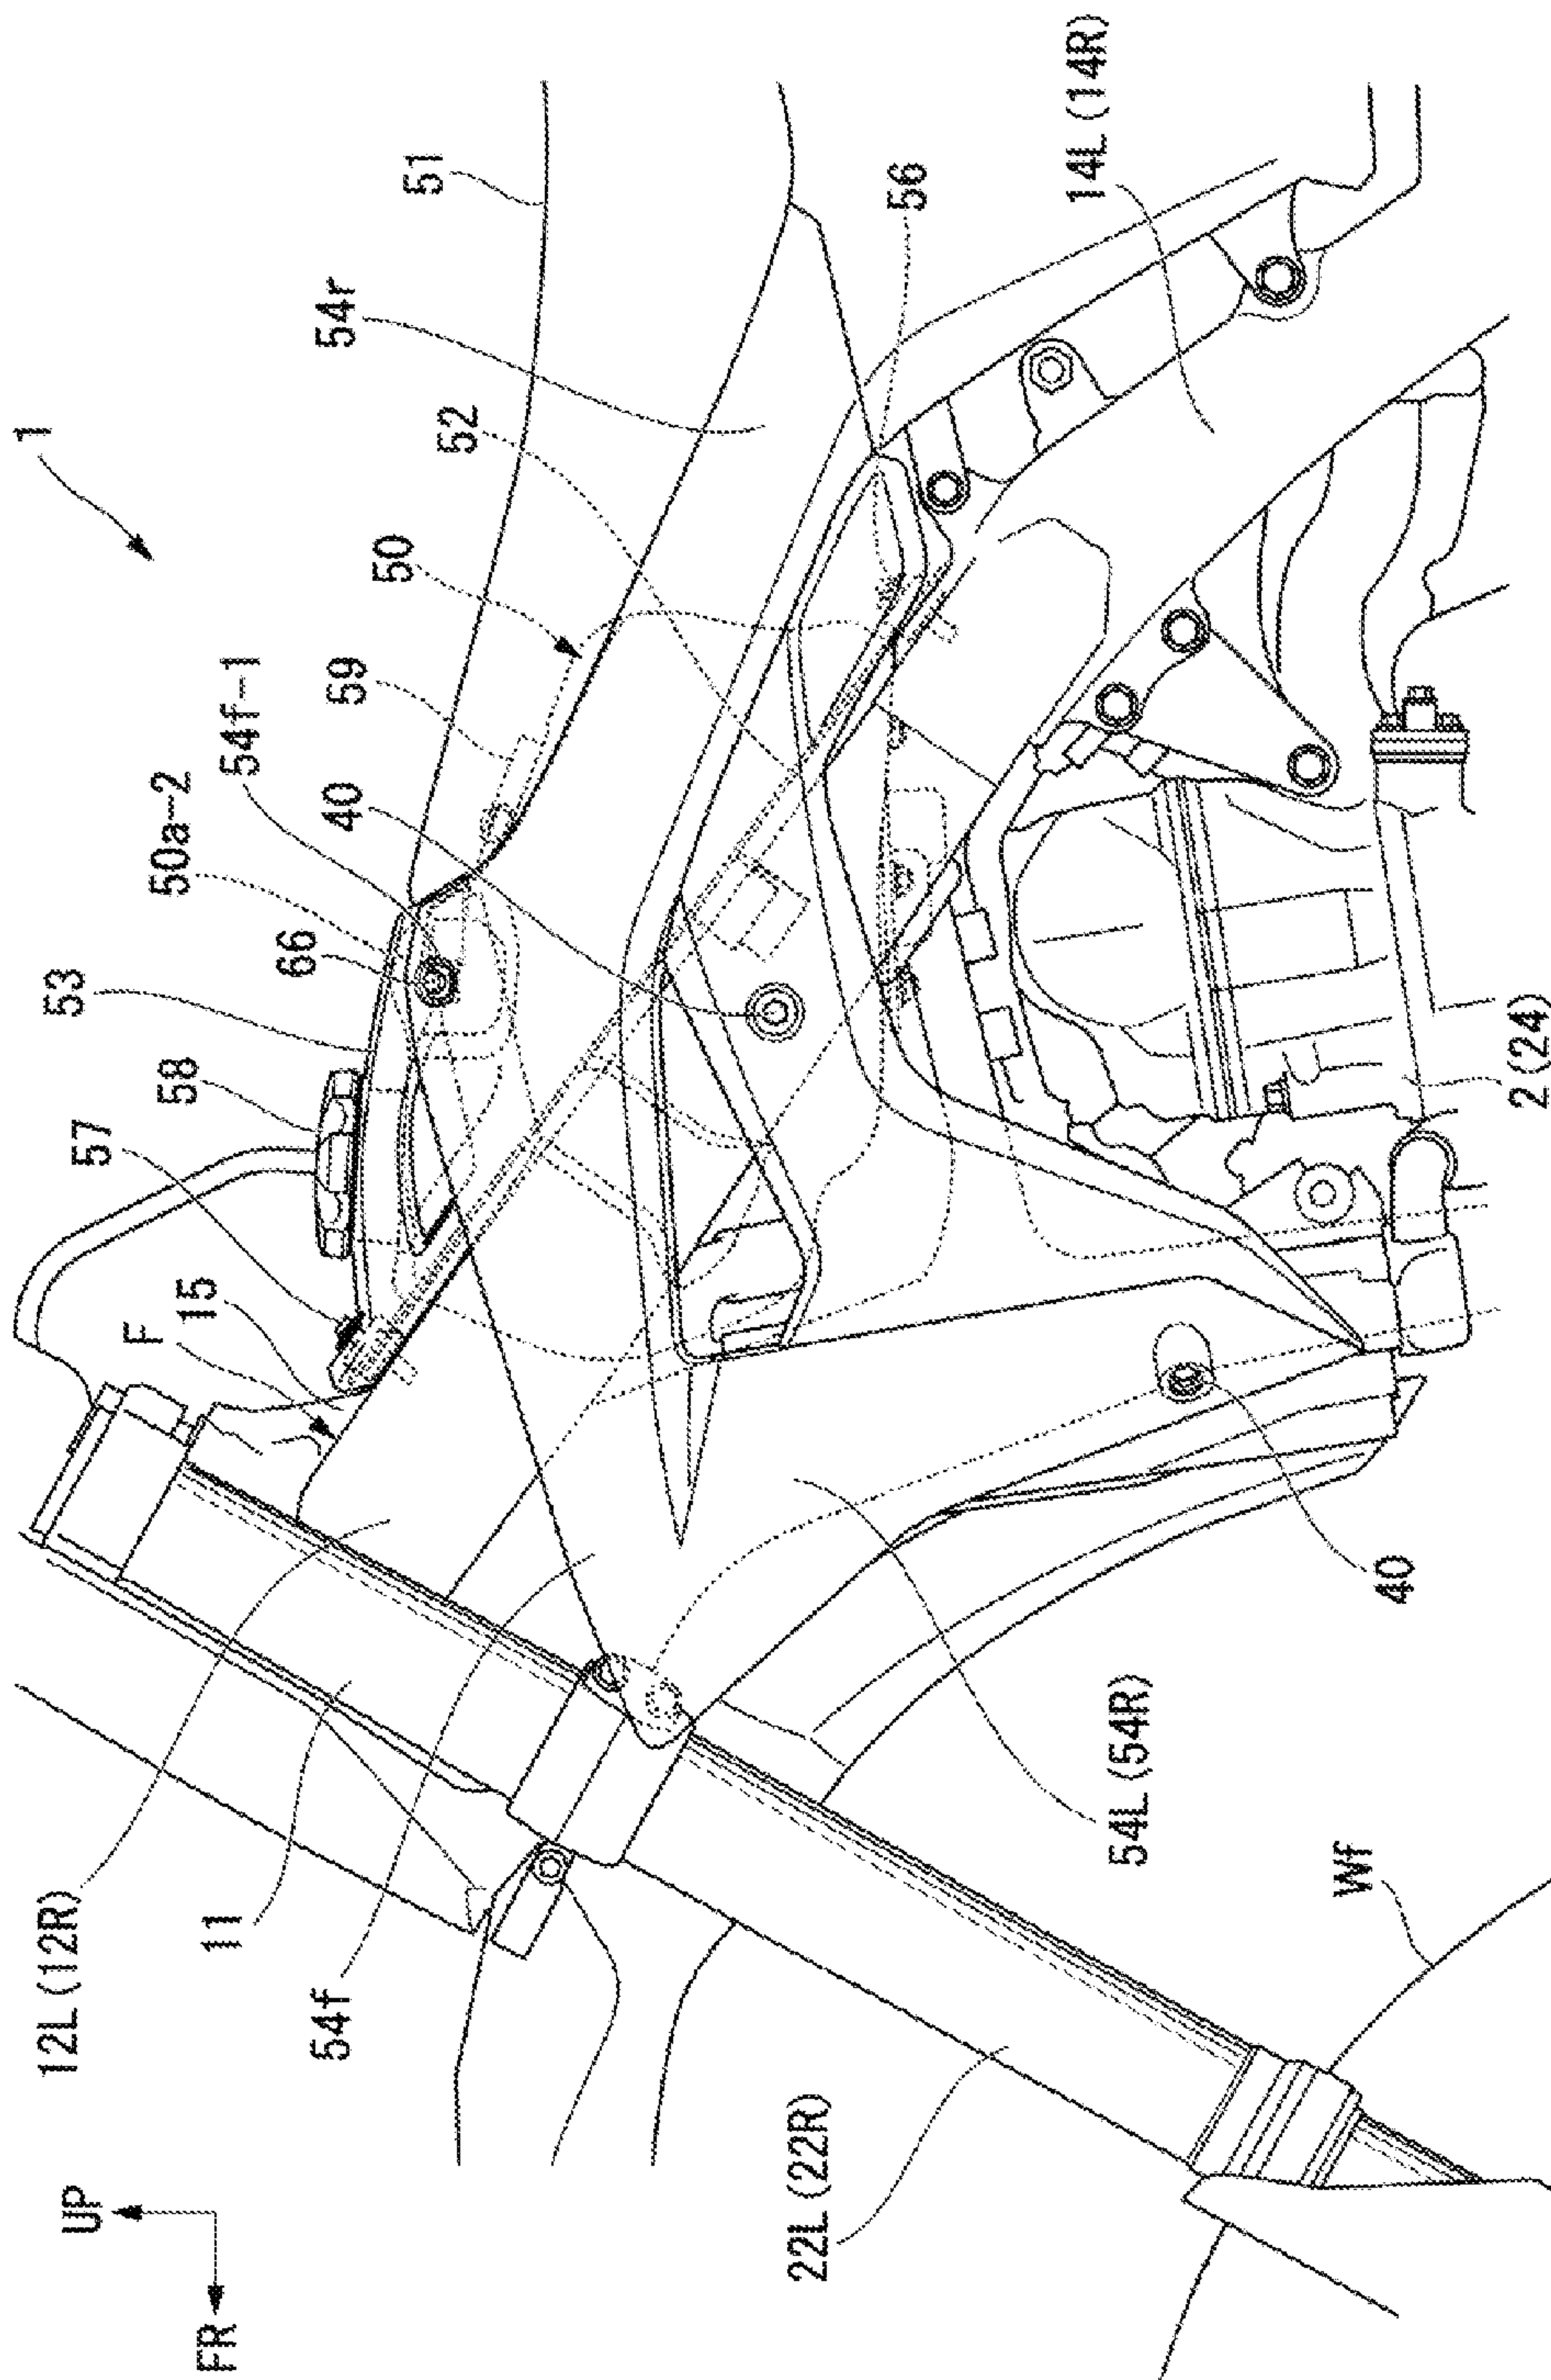 1
51
54r
14L (14R)
52
56
50
59
54f-1
40
50a-2
66
53
58
57
15
F
2 (24)
40
12L (12R)
11
54f
54L (54R)
Wf
22L (22R)
UP
FR